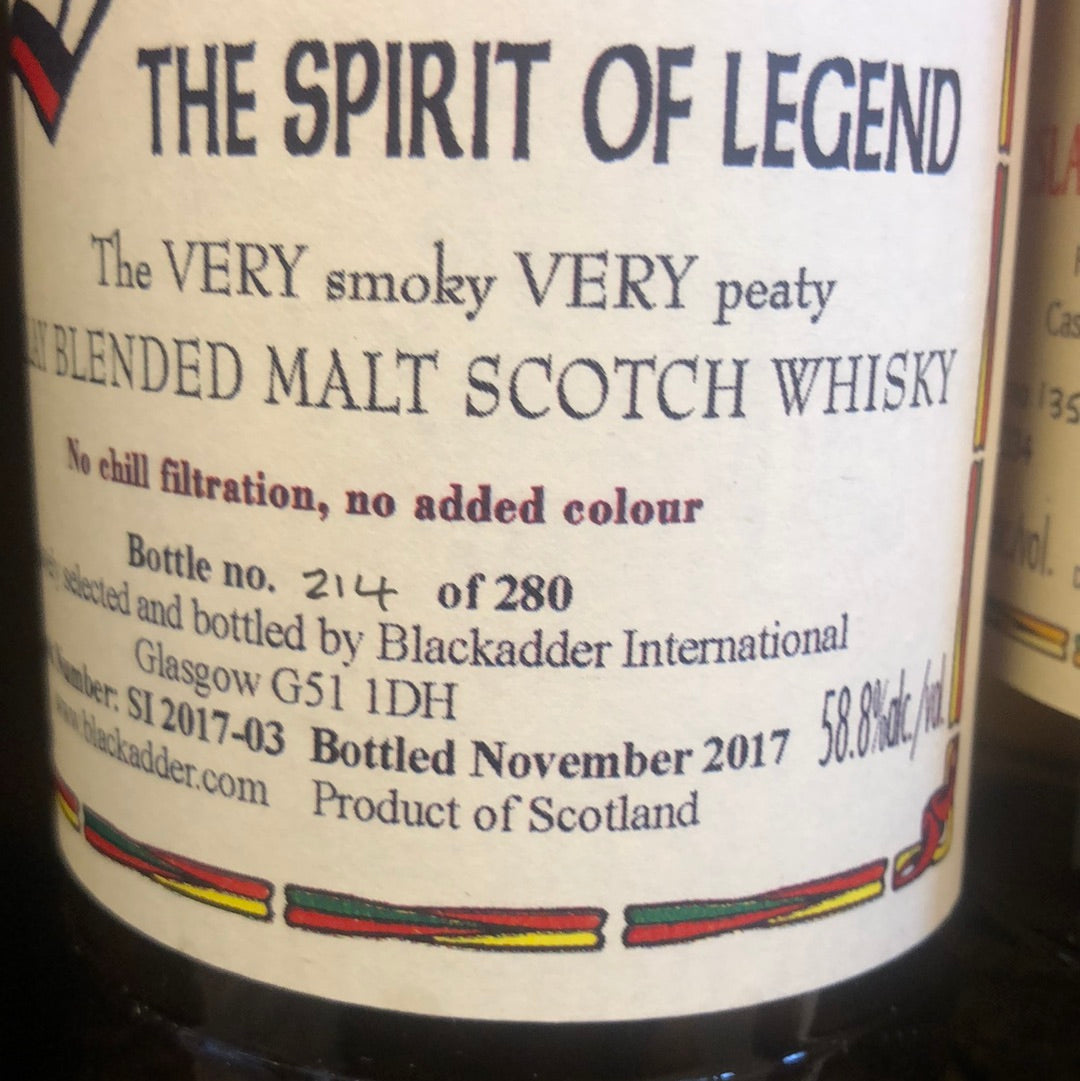 THE SPIRIT OF LEGEND
The VERY smoky VERY peaty
BLENDED MALT SCOTCH WHISKY
No chill filtration, no added colour
Bottle no. 214 of 280
selected and bottled by Blackadder International
Glasgow G51 1DH
Number: SI 2017-03 Bottled November 2017 58.8%alc./vol.
www.blackadder.com Product of Scotland